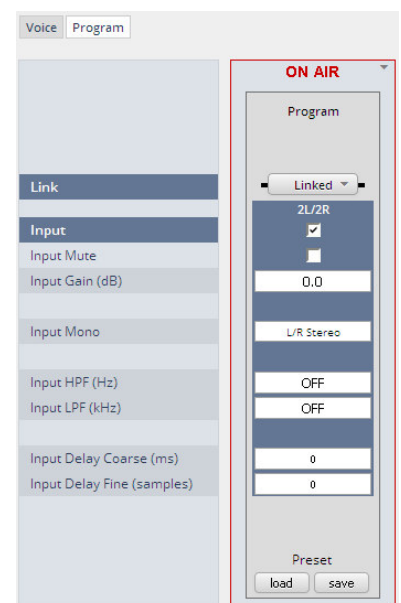 Voice Program
ON AIR
Program
Link Linked
2L/2R
Input
Input Mute
Input Gain (dB) 0.0
Input Mono L/R Stereo
Input HPF (Hz) OFF
Input LPF (kHz) OFF
Input Delay Coarse (ms) 0
Input Delay Fine (samples) 0
Preset
load save